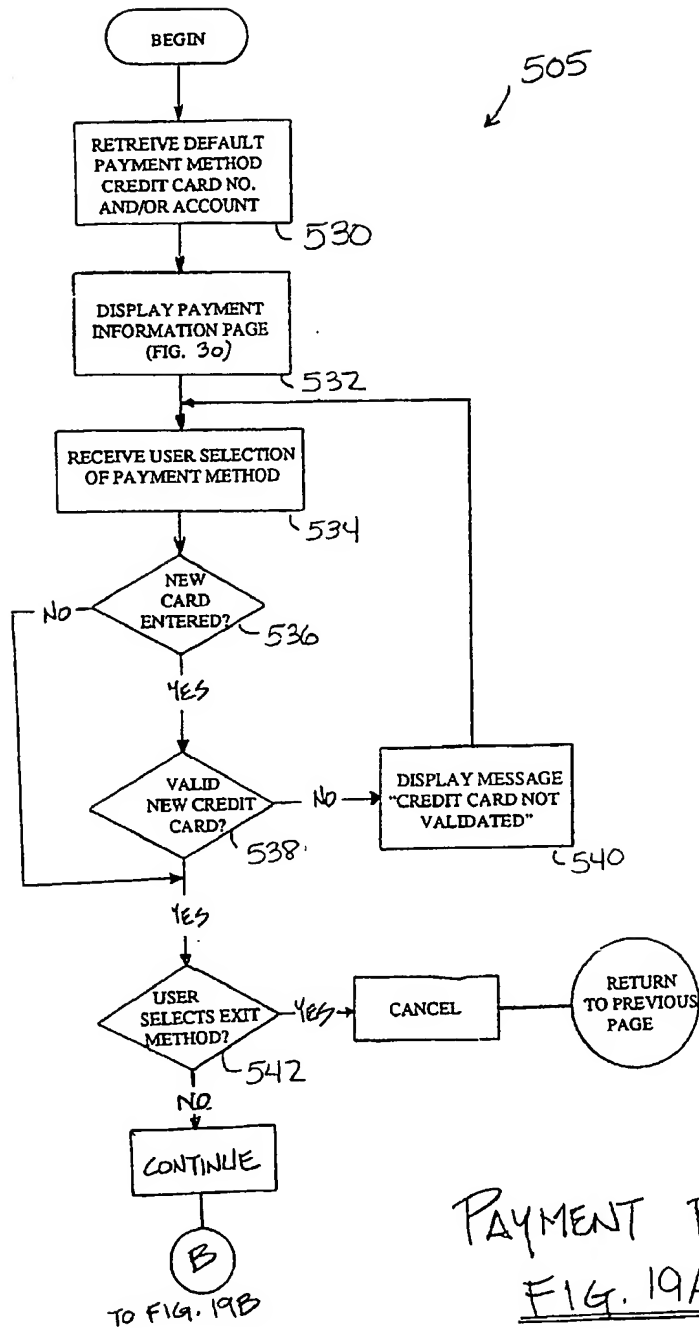 BEGIN
505
RETREIVE DEFAULT
PAYMENT METHOD
CREDIT CARD NO.
AND/OR ACCOUNT
530
DISPLAY PAYMENT
INFORMATION PAGE
(FIG. 30)
532
RECEIVE USER SELECTION
OF PAYMENT METHOD
534
NEW
CARD
ENTERED?
NO
536
YES
VALID
NEW CREDIT
CARD?
538.
NO
DISPLAY MESSAGE
"CREDIT CARD NOT
VALIDATED"
540
YES
USER
SELECTS EXIT
METHOD?
542
YES
CANCEL
RETURN
TO PREVIOUS
PAGE
NO
CONTINUE
B
TO FIG. 19B
PAYMENT
FIG. 19A